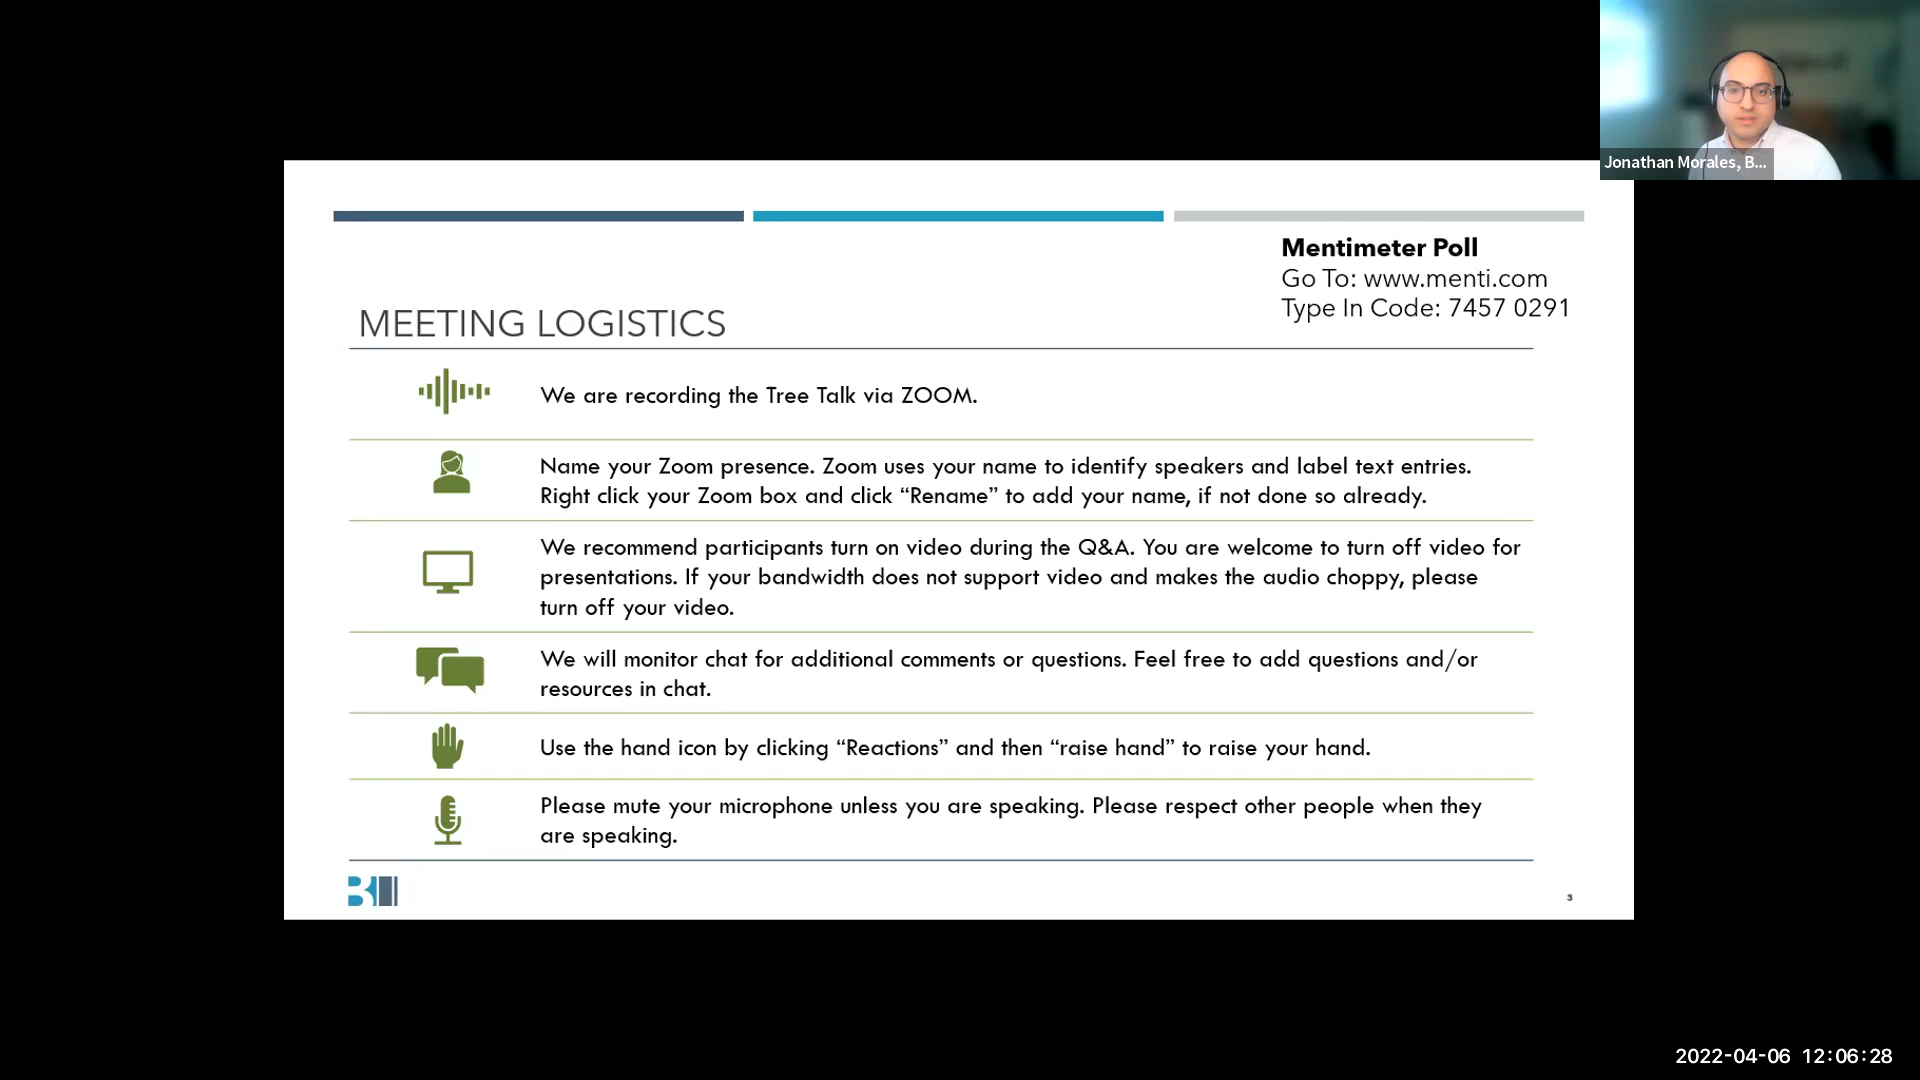 Jonathan Morales, B...
Mentimeter Poll
Go To: www.menti.com
Type In Code: 7457 0291
MEETING LOGISTICS
We are recording the Tree Talk via ZOOM.
Name your Zoom presence. Zoom uses your name to identify speakers and label text entries.
Right click your Zoom box and click “Rename” to add your name, if not done so already.
We recommend participants turn on video during the Q&A. You are welcome to turn off video for
presentations. If your bandwidth does not support video and makes the audio choppy, please
turn off your video.
We will monitor chat for additional comments or questions. Feel free to add questions and/or
resources in chat.
Use the hand icon by clicking “Reactions” and then “raise hand” to raise your hand.
Please mute your microphone unless you are speaking. Please respect other people when they
are speaking.
3
2022-04-06 12:06:28